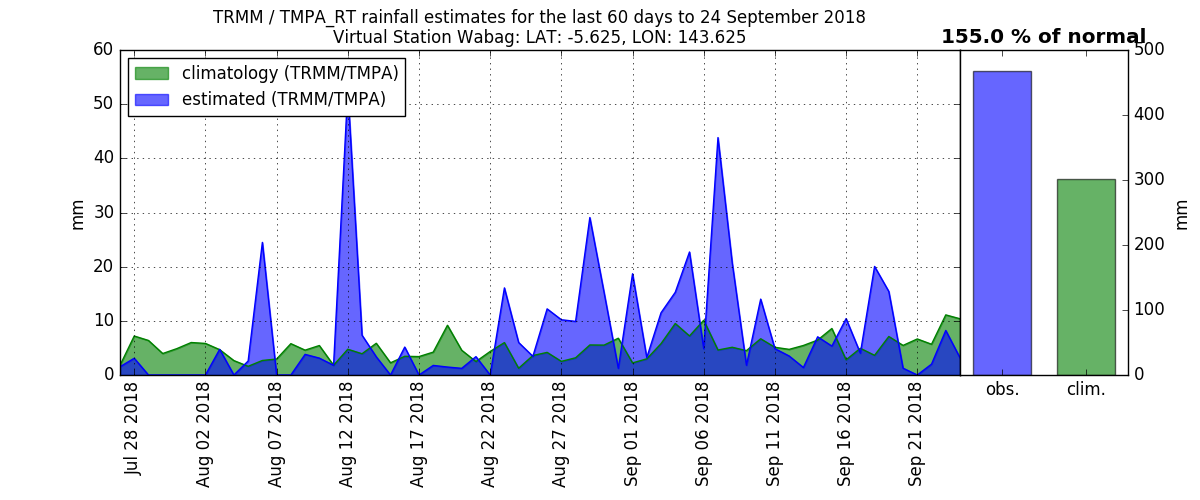 TRMM / TMPA_RT rainfall estimates for the last 60 days to 24 September 2018
Virtual Station Wabag: LAT: -5.625, LON: 143.625
155.0 % of normal
climatology (TRMM/TMPA)
estimated (TRMM/TMPA)
60
50
40
30
20
10
0
mm
Jul 28 2018
Aug 02 2018
Aug 07 2018
Aug 12 2018
Aug 17 2018
Aug 22 2018
Aug 27 2018
Sep 01 2018
Sep 06 2018
Sep 11 2018
Sep 16 2018
Sep 21 2018
500
400
300
200
100
0
mm
obs.
clim.